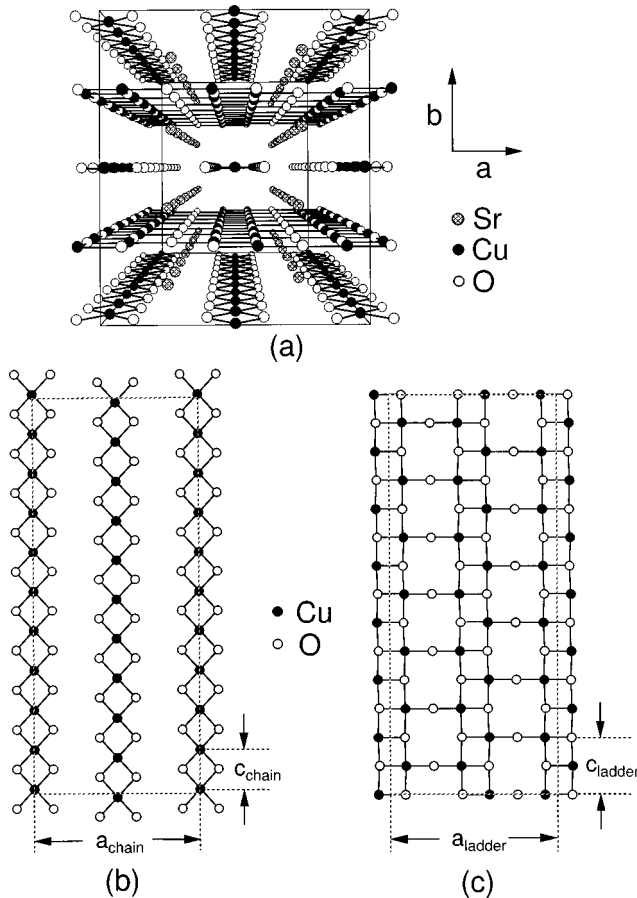 b
a
Sr
Cu
O
(a)
Cu
O
c_chain
a_chain
(b)
c_ladder
a_ladder
(c)